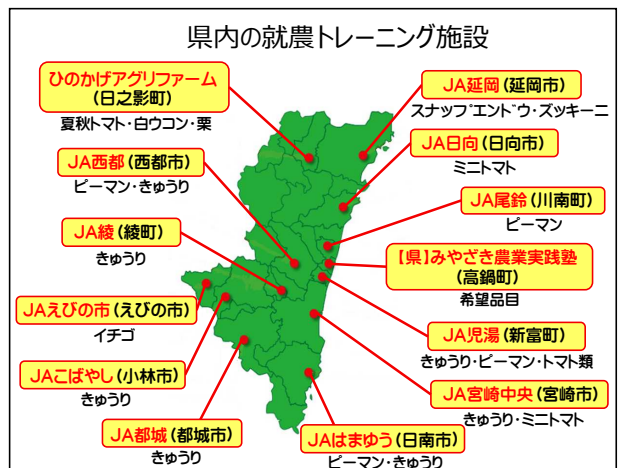 県内の就農トレーニング施設
ひのかげアグリファーム
(日之影町)
夏秋トマト・白ウコン・栗
JA西都(西都市)
ピーマン・きゅうり
JA綾(綾町)
きゅうり
JAえびの市(えびの市)
イチゴ
JAこばやし(小林市)
きゅうり
JA都城(都城市)
きゅうり
JA延岡(延岡市)
スナップエンドウ・ズッキーニ
JA日向(日向市)
ミニトマト
JA尾鈴(川南町)
ピーマン
【県】みやざき農業実践塾
(高鍋町)
希望品目
JA児湯(新富町)
きゅうり・ピーマン・トマト類
JA宮崎中央(宮崎市)
きゅうり・ミニトマト
JAはまゆう(日南市)
ピーマン・きゅうり